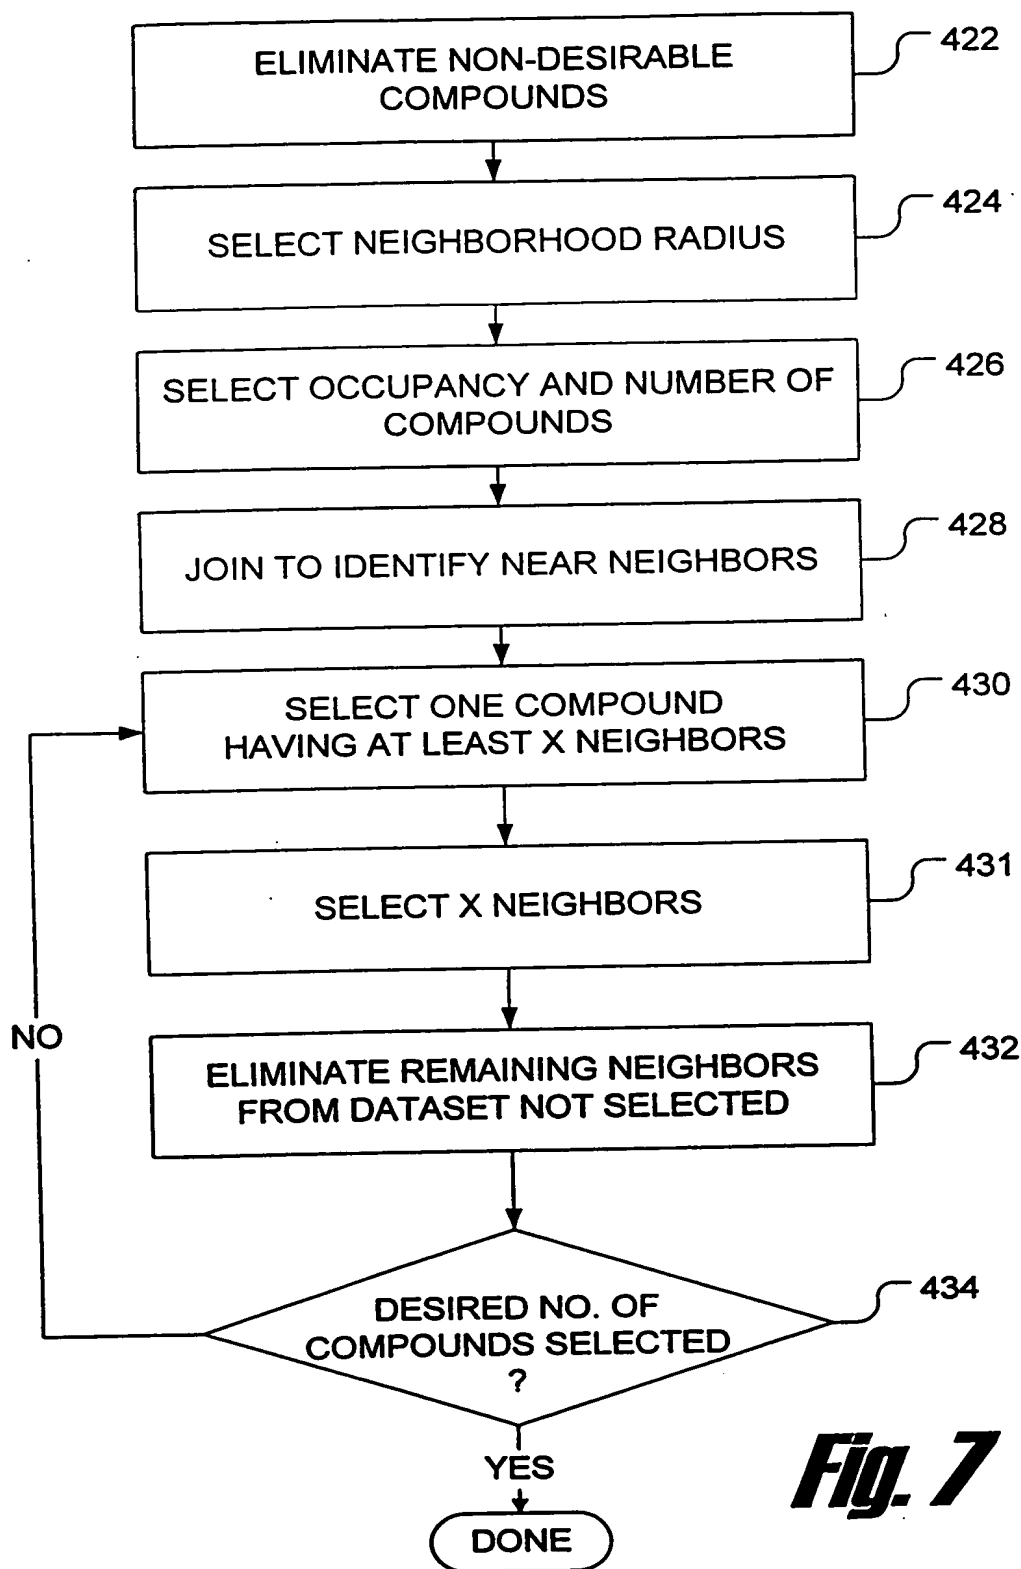 ELIMINATE NON-DESIRABLE
COMPOUNDS
422
SELECT NEIGHBORHOOD RADIUS
424
SELECT OCCUPANCY AND NUMBER OF
COMPOUNDS
426
JOIN TO IDENTIFY NEAR NEIGHBORS
428
SELECT ONE COMPOUND
HAVING AT LEAST X NEIGHBORS
430
SELECT X NEIGHBORS
431
ELIMINATE REMAINING NEIGHBORS
FROM DATASET NOT SELECTED
432
NO
DESIRED NO. OF
COMPOUNDS SELECTED
?
434
YES
DONE
Fig. 7